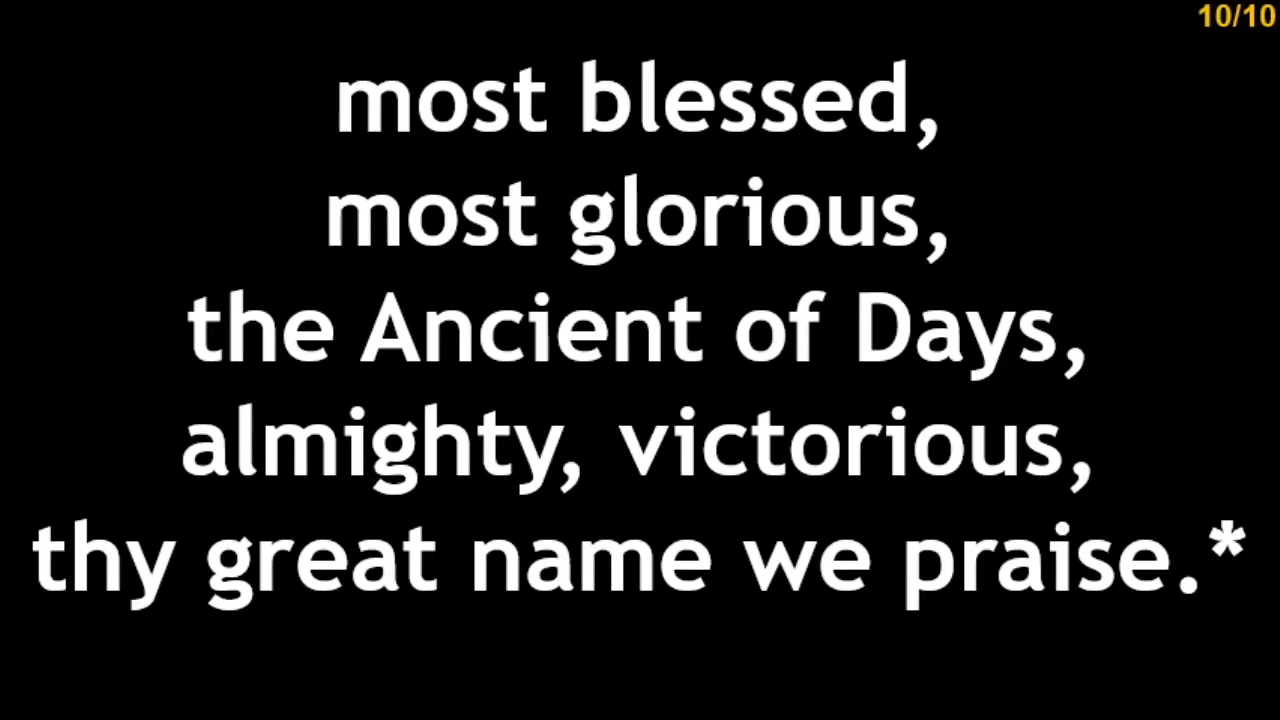 10/10
most blessed,
most glorious,
the Ancient of Days,
almighty, victorious,
thy great name we praise.*